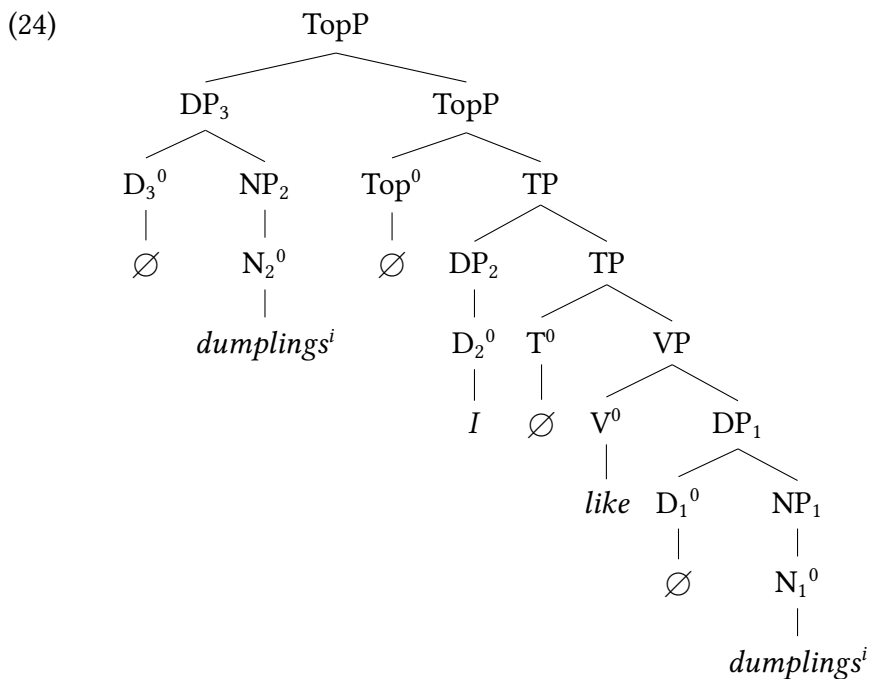 (24) TopP
DP₃ TopP
D₃⁰ NP₂ Top⁰ TP
∅ N₂⁰ ∅ DP₂ TP
dumplingsⁱ D₂⁰ T⁰ VP
I ∅ V⁰ DP₁
like D₁⁰ NP₁
∅ N₁⁰
dumplingsⁱ